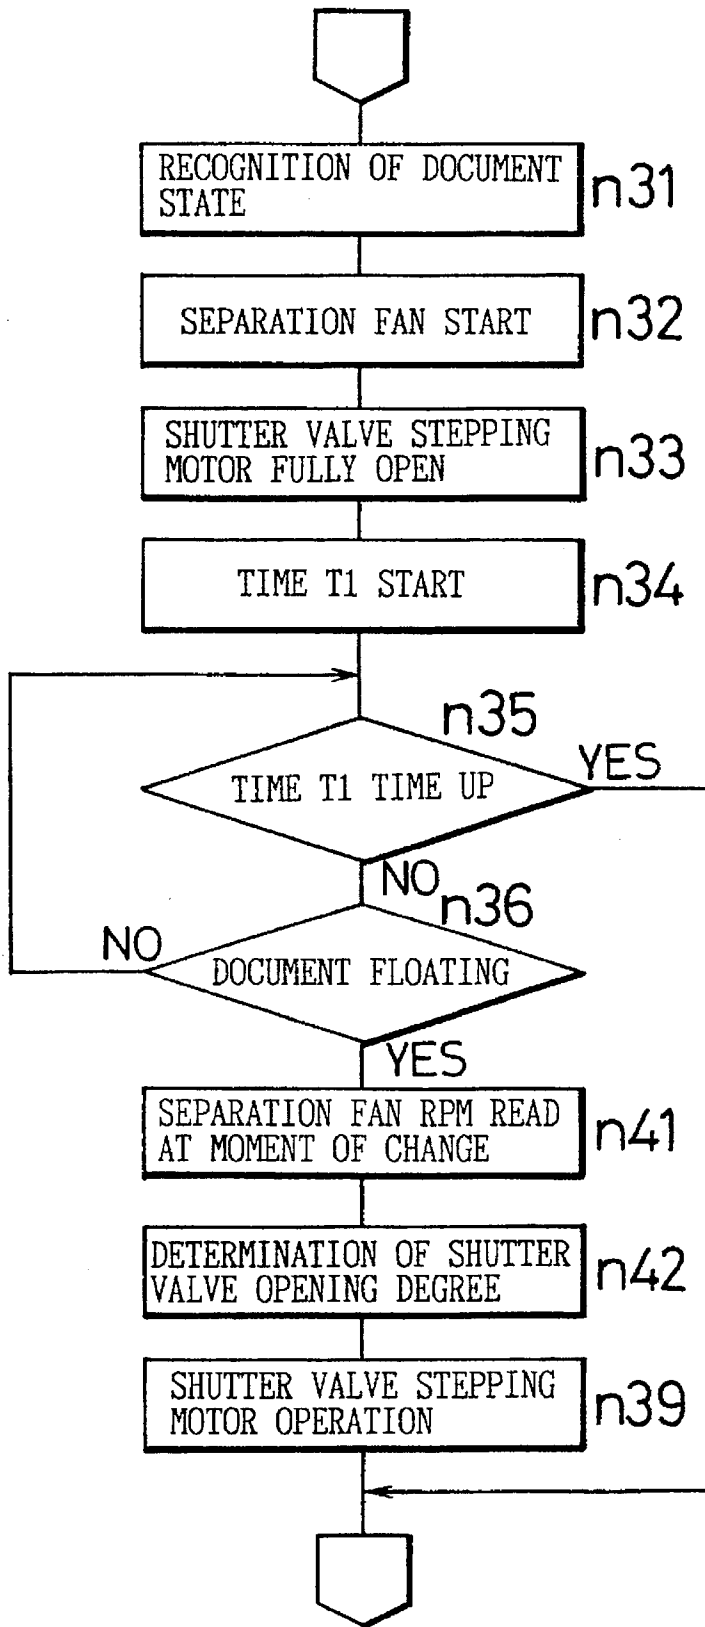 RECOGNITION OF DOCUMENT
STATE
n31
SEPARATION FAN START
n32
SHUTTER VALVE STEPPING
MOTOR FULLY OPEN
n33
TIME T1 START
n34
n35
TIME T1 TIME UP
YES
NO
n36
NO
DOCUMENT FLOATING
YES
SEPARATION FAN RPM READ
AT MOMENT OF CHANGE
n41
DETERMINATION OF SHUTTER
VALVE OPENING DEGREE
n42
SHUTTER VALVE STEPPING
MOTOR OPERATION
n39